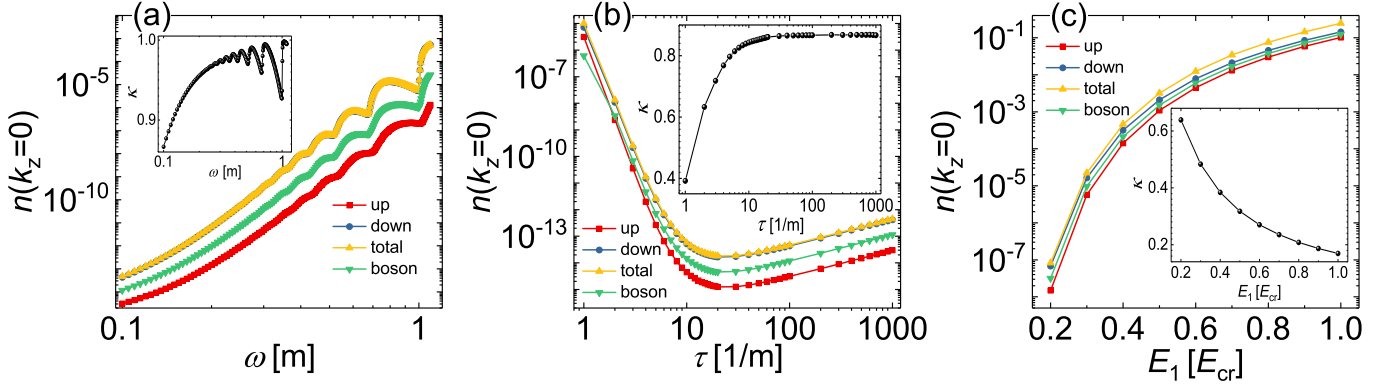 (a)
n(k_z=0)
10^-5
10^-10
0.1
1
ω [m]
1.0
0.9
κ
0.1
1
ω [m]
up
down
total
boson
(b)
n(k_z=0)
10^-7
10^-10
10^-13
1
10
100
1000
τ [1/m]
0.8
0.6
0.4
κ
1
10
100
1000
τ [1/m]
up
down
total
boson
(c)
n(k_z=0)
10^-1
10^-3
10^-5
10^-7
0.2
0.4
0.6
0.8
1.0
E_1 [E_cr]
up
down
total
boson
0.6
0.4
0.2
κ
0.2
0.4
0.6
0.8
1.0
E_1 [E_cr]